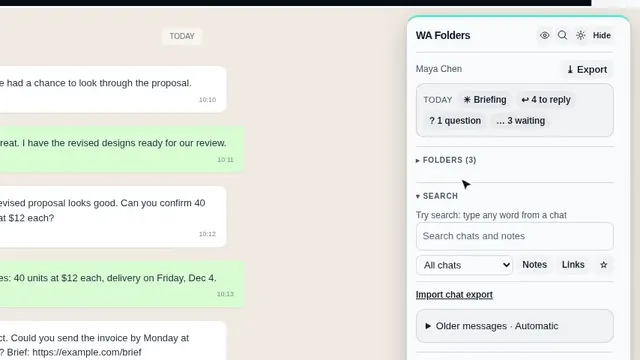 TODAY
e had a chance to look through the proposal.
10:10
reat. I have the revised designs ready for our review.
10:11
evised proposal looks good. Can you confirm 40
at $12 each?
10:12
es: 40 units at $12 each, delivery on Friday, Dec 4.
10:13
ct. Could you send the invoice by Monday at
? Brief: https://example.com/brief
WA Folders
Hide
Maya Chen
Export
TODAY Briefing 4 to reply
? 1 question … 3 waiting
FOLDERS (3)
SEARCH
Try search: type any word from a chat
Search chats and notes
All chats Notes Links
Import chat export
Older messages · Automatic